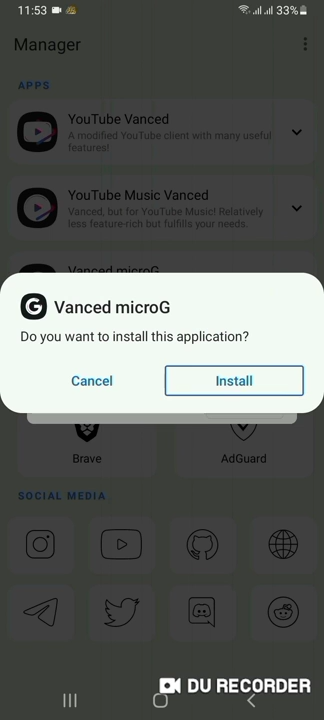 11:53
33%
Manager
APPS
YouTube Vanced
A modified YouTube client with many useful
features!
YouTube Music Vanced
Vanced, but for YouTube Music! Relatively
less feature-rich but fulfills your needs.
Vanced microG
Vanced microG
Do you want to install this application?
Cancel
Install
Brave
AdGuard
SOCIAL MEDIA
DU RECORDER